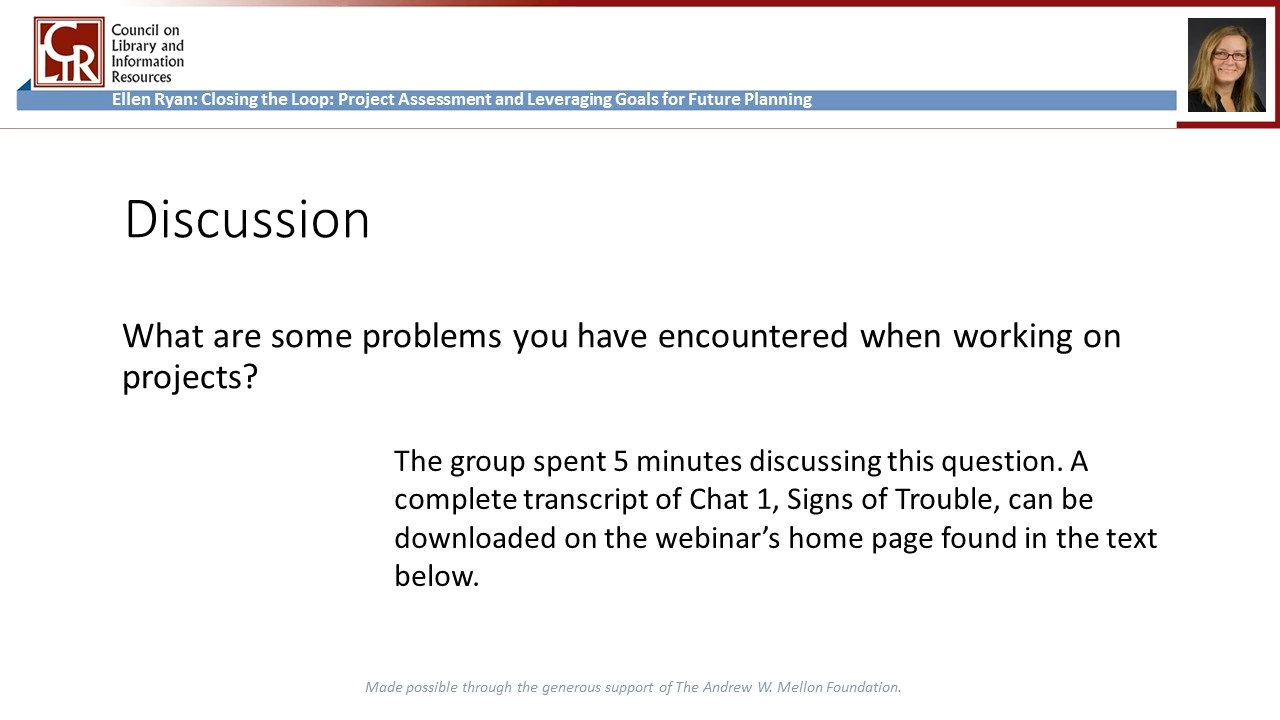 CLIR
Council on
Library and
Information
Resources
Ellen Ryan: Closing the Loop: Project Assessment and Leveraging Goals for Future Planning
Discussion
What are some problems you have encountered when working on
projects?
The group spent 5 minutes discussing this question. A
complete transcript of Chat 1, Signs of Trouble, can be
downloaded on the webinar’s home page found in the text
below.
Made possible through the generous support of The Andrew W. Mellon Foundation.